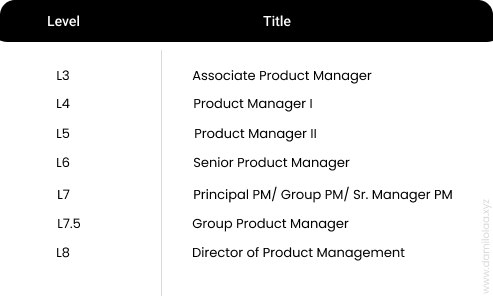 Level Title
L3 Associate Product Manager
L4 Product Manager I
L5 Product Manager II
L6 Senior Product Manager
L7 Principal PM/ Group PM/ Sr. Manager PM
L7.5 Group Product Manager
L8 Director of Product Management
www.damilolaa.xyz